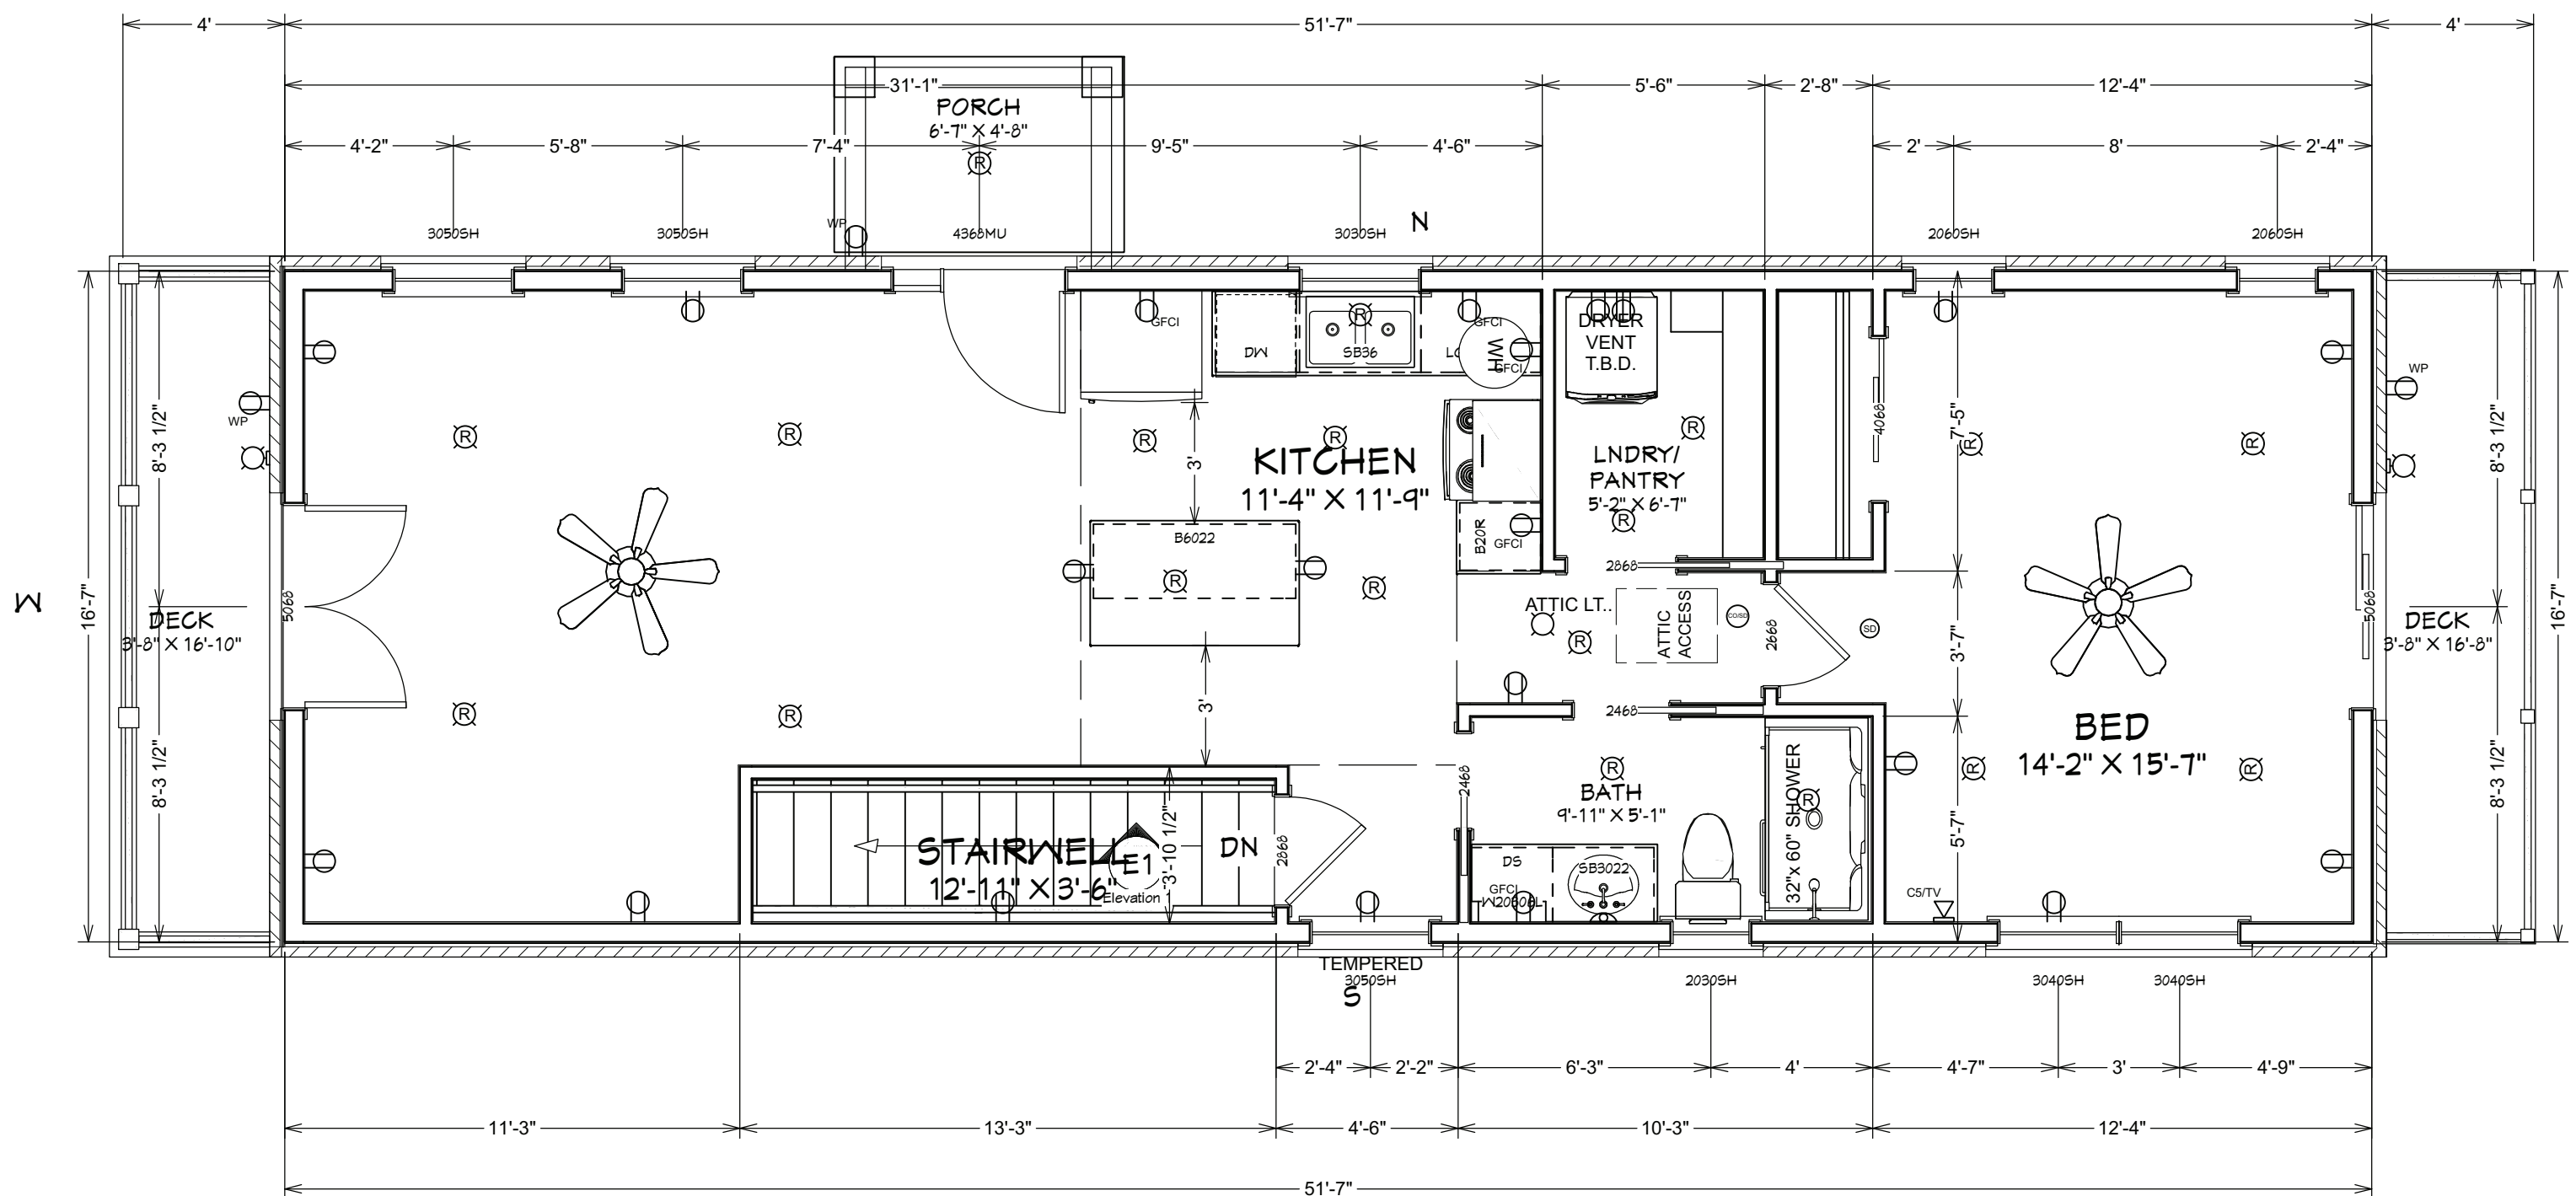 4'
51'-7"
4'
31'-1"
5'-6"
2'-8"
12'-4"
PORCH
6'-7" X 4'-8"
4'-2"
5'-8"
7'-4"
9'-5"
4'-6"
2'
8'
2'-4"
R
3050SH
3050SH
WP
4368MU
3030SH
N
2060SH
2060SH
GFCI
R
GFCI
DRYER
VENT
T.B.D.
DW
SB36
WH
GFCI
WP
WP
8'-3 1/2"
R
R
R
R
3'
KITCHEN
11'-4" X 11'-9"
LNDRY/
PANTRY
5'-2" X 6'-7"
R
R
4068
7'-5"
R
R
8'-3 1/2"
B6022
B20R
GFCI
R
R
2868
W
16'-7"
DECK
3'-8" X 16'-10"
5068
ATTIC LT..
R
ATTIC
ACCESS
CO/SD
2668
SD
3'-7"
5068
DECK
3'-8" X 16'-8"
16'-7"
R
R
3'
2468
BED
14'-2" X 15'-7"
8'-3 1/2"
2468
R
BATH
9'-11" X 5'-1"
32"x 60" SHOWER
R
R
R
5'-7"
8'-3 1/2"
STAIRWELL
12'-11" X 3'-6"
E1
Elevation
3'-10 1/2"
DN
2868
DS
SB3022
GFCI
C5/TV
TEMPERED
3050SH
S
2030SH
3040SH
3040SH
2'-4"
2'-2"
6'-3"
4'
4'-7"
3'
4'-9"
11'-3"
13'-3"
4'-6"
10'-3"
12'-4"
51'-7"